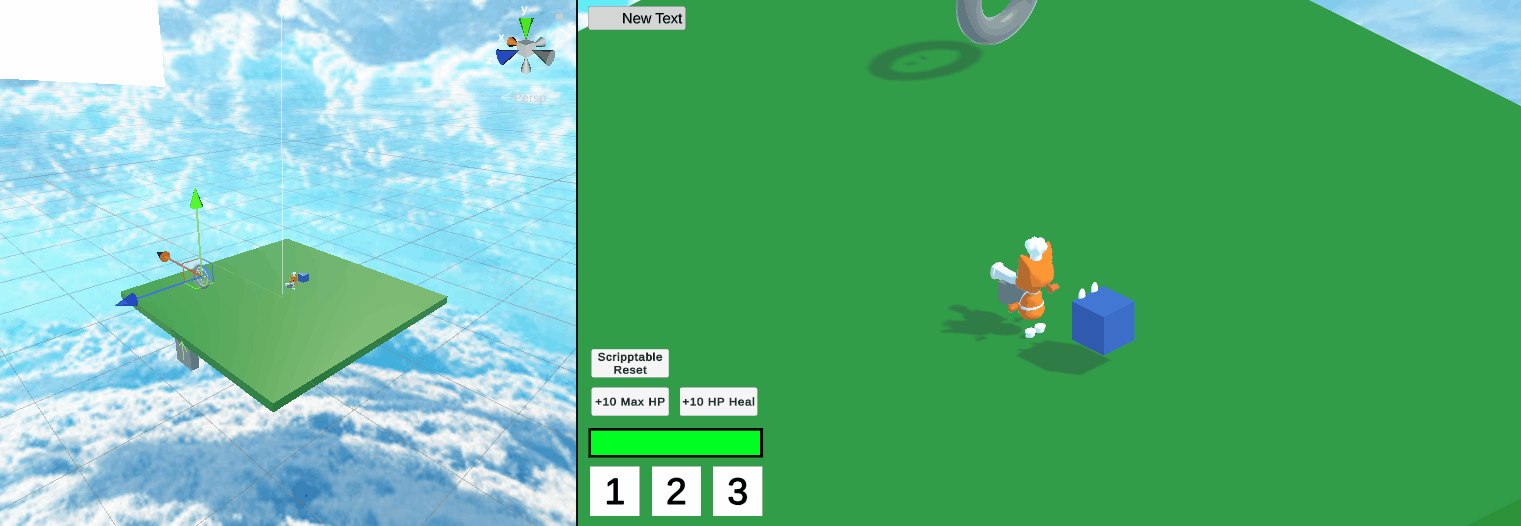 y
x
Persp
New Text
Scripptable
Reset
+10 Max HP
+10 HP Heal
1
2
3